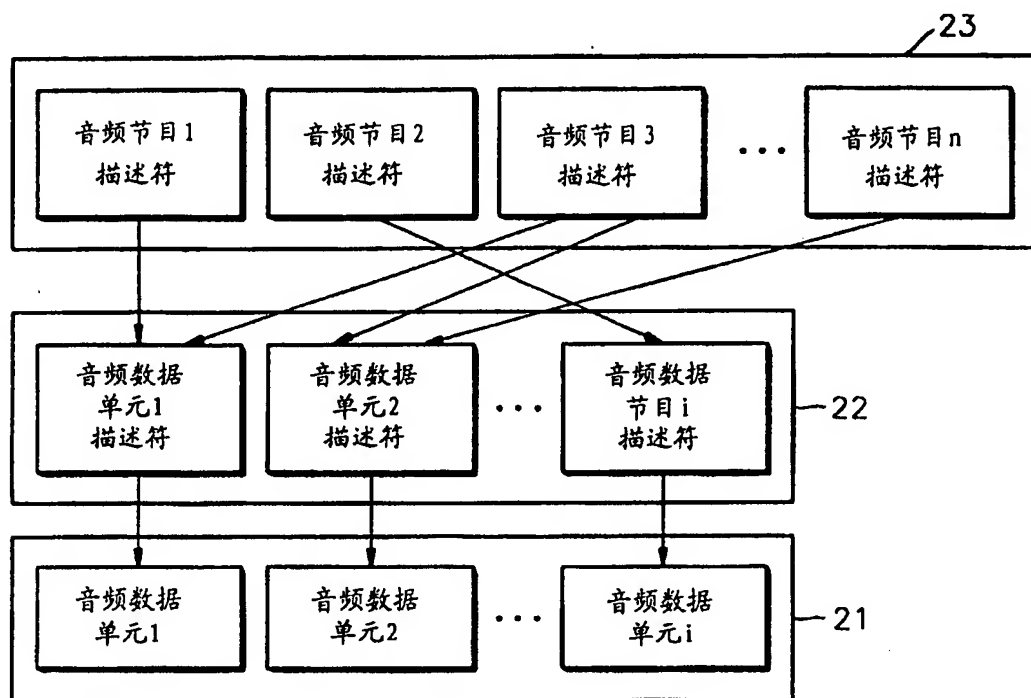 23
音频节目1
描述符
音频节目2
描述符
音频节目3
描述符
...
音频节目n
描述符
音频数据
单元1
描述符
音频数据
单元2
描述符
...
音频数据
节目i
描述符
22
音频数据
单元1
音频数据
单元2
...
音频数据
单元i
21